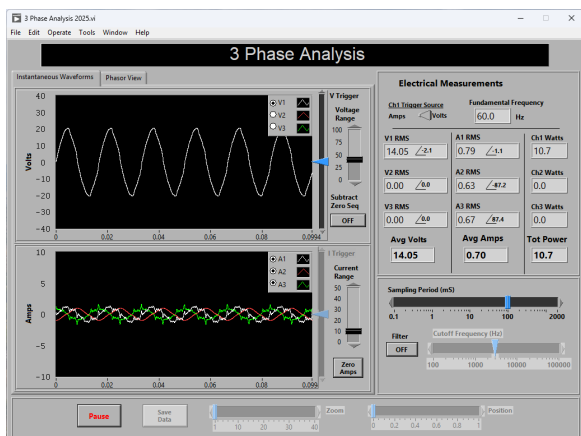 3 Phase Analysis 2025.vi
File Edit Operate Tools Window Help
3 Phase Analysis
Instantaneous Waveforms Phasor View
40
30
20
10
0
-10
-20
-30
-40
Volts
0 0.02 0.04 0.06 0.08 0.0994
V1
V2
V3
V Trigger
Voltage
Range
100
75
50
25
0
Subtract
Zero Seq
OFF
10
5
0
-5
-10
Amps
0 0.02 0.04 0.06 0.08 0.0994
A1
A2
A3
I Trigger
Current
Range
50
40
30
20
10
0
Zero
Amps
Electrical Measurements
Ch1 Trigger Source
Amps Volts
Fundamental Frequency
60.0 Hz
V1 RMS A1 RMS Ch1 Watts
14.05 -2.1 0.79 -1.1 10.7
V2 RMS A2 RMS Ch2 Watts
0.00 0.0 0.63 -87.2 0.0
V3 RMS A3 RMS Ch3 Watts
0.00 0.0 0.67 87.4 0.0
Avg Volts Avg Amps Tot Power
14.05 0.70 10.7
Sampling Period (mS)
0.1 1 10 100 2000
Filter
OFF
Cutoff Frequency (Hz)
100 1000 10000 100000
Pause
Save
Data
Zoom
1 10 20 30 40
Position
0 0.2 0.4 0.6 0.8 1